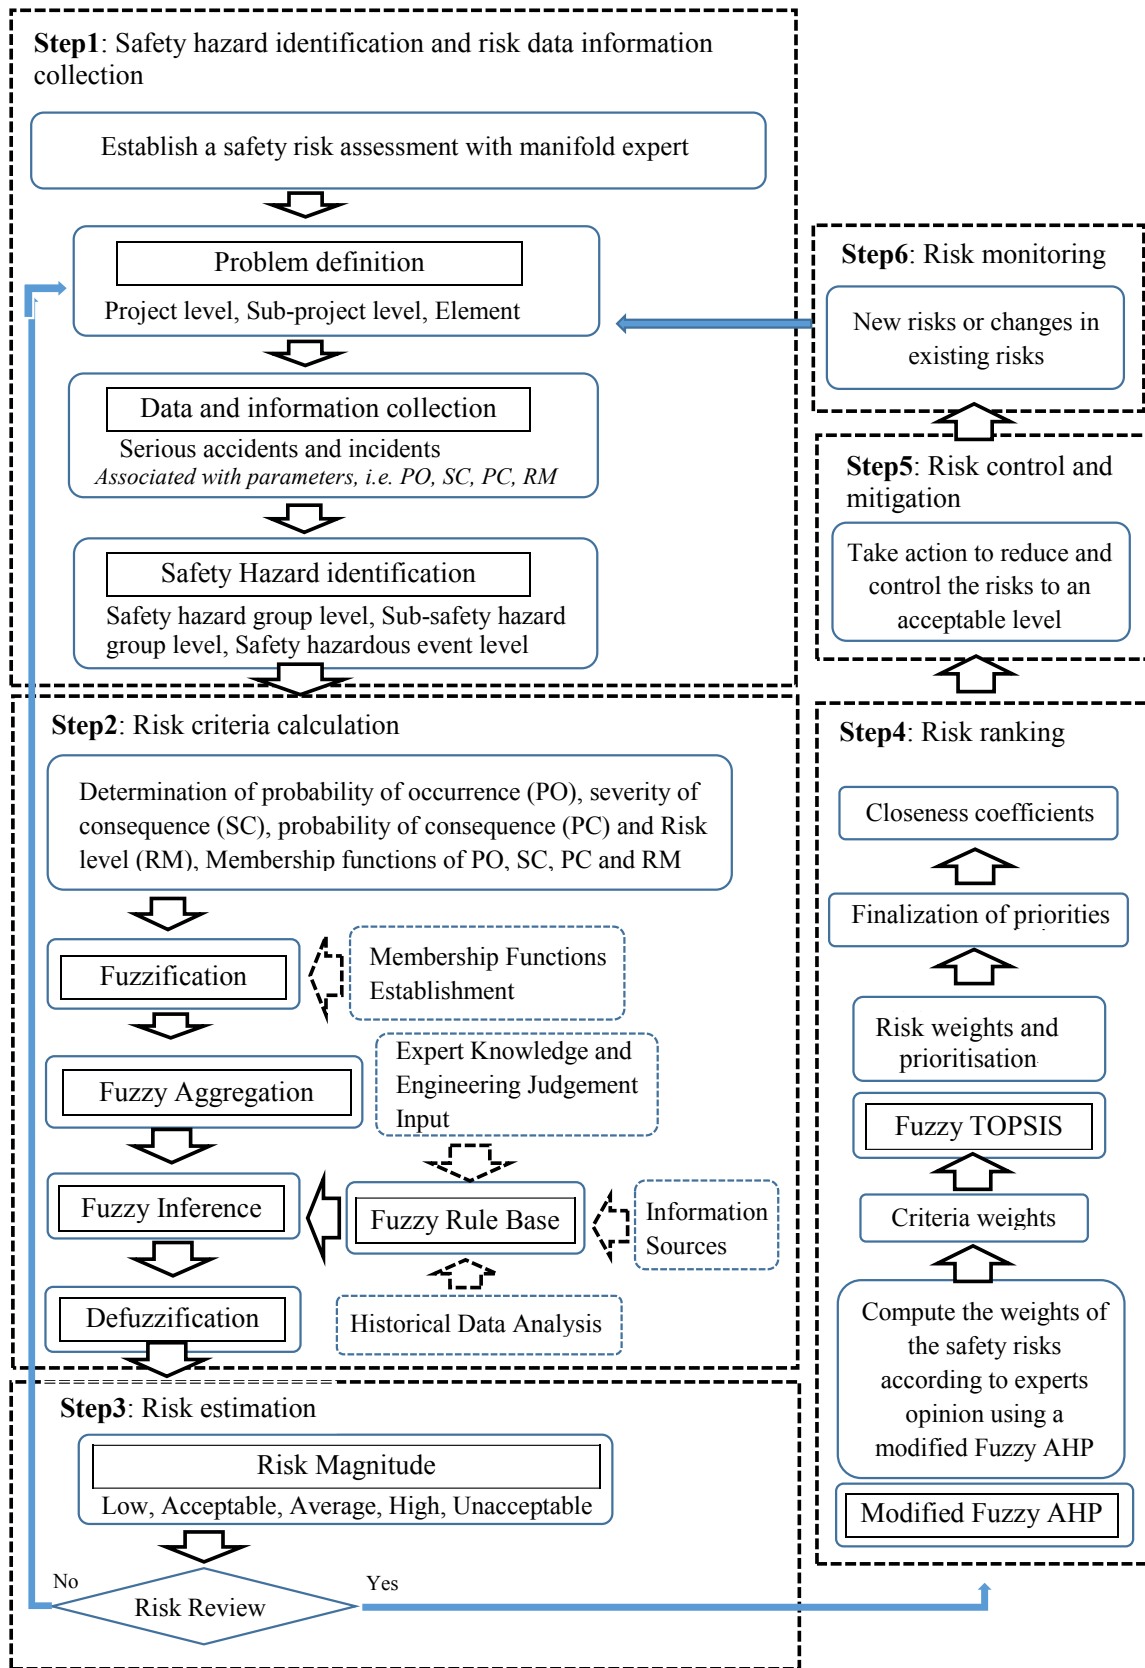 Step1: Safety hazard identification and risk data information
collection
Establish a safety risk assessment with manifold expert
Problem definition
Project level, Sub-project level, Element
Data and information collection
Serious accidents and incidents
Associated with parameters, i.e. PO, SC, PC, RM
Safety Hazard identification
Safety hazard group level, Sub-safety hazard
group level, Safety hazardous event level
Step2: Risk criteria calculation
Determination of probability of occurrence (PO), severity of
consequence (SC), probability of consequence (PC) and Risk
level (RM), Membership functions of PO, SC, PC and RM
Fuzzification
Membership Functions
Establishment
Fuzzy Aggregation
Expert Knowledge and
Engineering Judgement
Input
Fuzzy Inference
Fuzzy Rule Base
Information
Sources
Defuzzification
Historical Data Analysis
Step3: Risk estimation
Risk Magnitude
Low, Acceptable, Average, High, Unacceptable
No
Risk Review
Yes
Step6: Risk monitoring
New risks or changes in
existing risks
Step5: Risk control and
mitigation
Take action to reduce and
control the risks to an
acceptable level
Step4: Risk ranking
Closeness coefficients
Finalization of priorities
Risk weights and
prioritisation
Fuzzy TOPSIS
Criteria weights
Compute the weights of
the safety risks
according to experts
opinion using a
modified Fuzzy AHP
Modified Fuzzy AHP